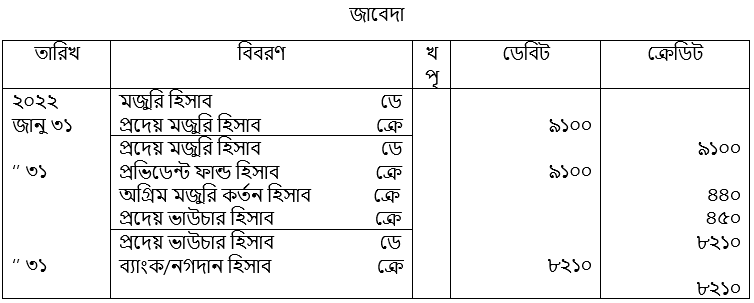 জাবেদা
তারিখ বিবরণ খ পৃ ডেবিট ক্রেডিট
২০২২ মজুরি হিসাব ডে
জানু ৩১ প্রদেয় মজুরি হিসাব ক্রে ৯১০০
প্রদেয় মজুরি হিসাব ডে ৯১০০
″ ৩১ প্রভিডেন্ট ফান্ড হিসাব ক্রে ৯১০০
অগ্রিম মজুরি কর্তন হিসাব ক্রে ৪৪০
প্রদেয় ভাউচার হিসাব ক্রে ৪৫০
প্রদেয় ভাউচার হিসাব ডে ৮২১০
″ ৩১ ব্যাংক/নগদান হিসাব ক্রে ৮২১০
৮২১০